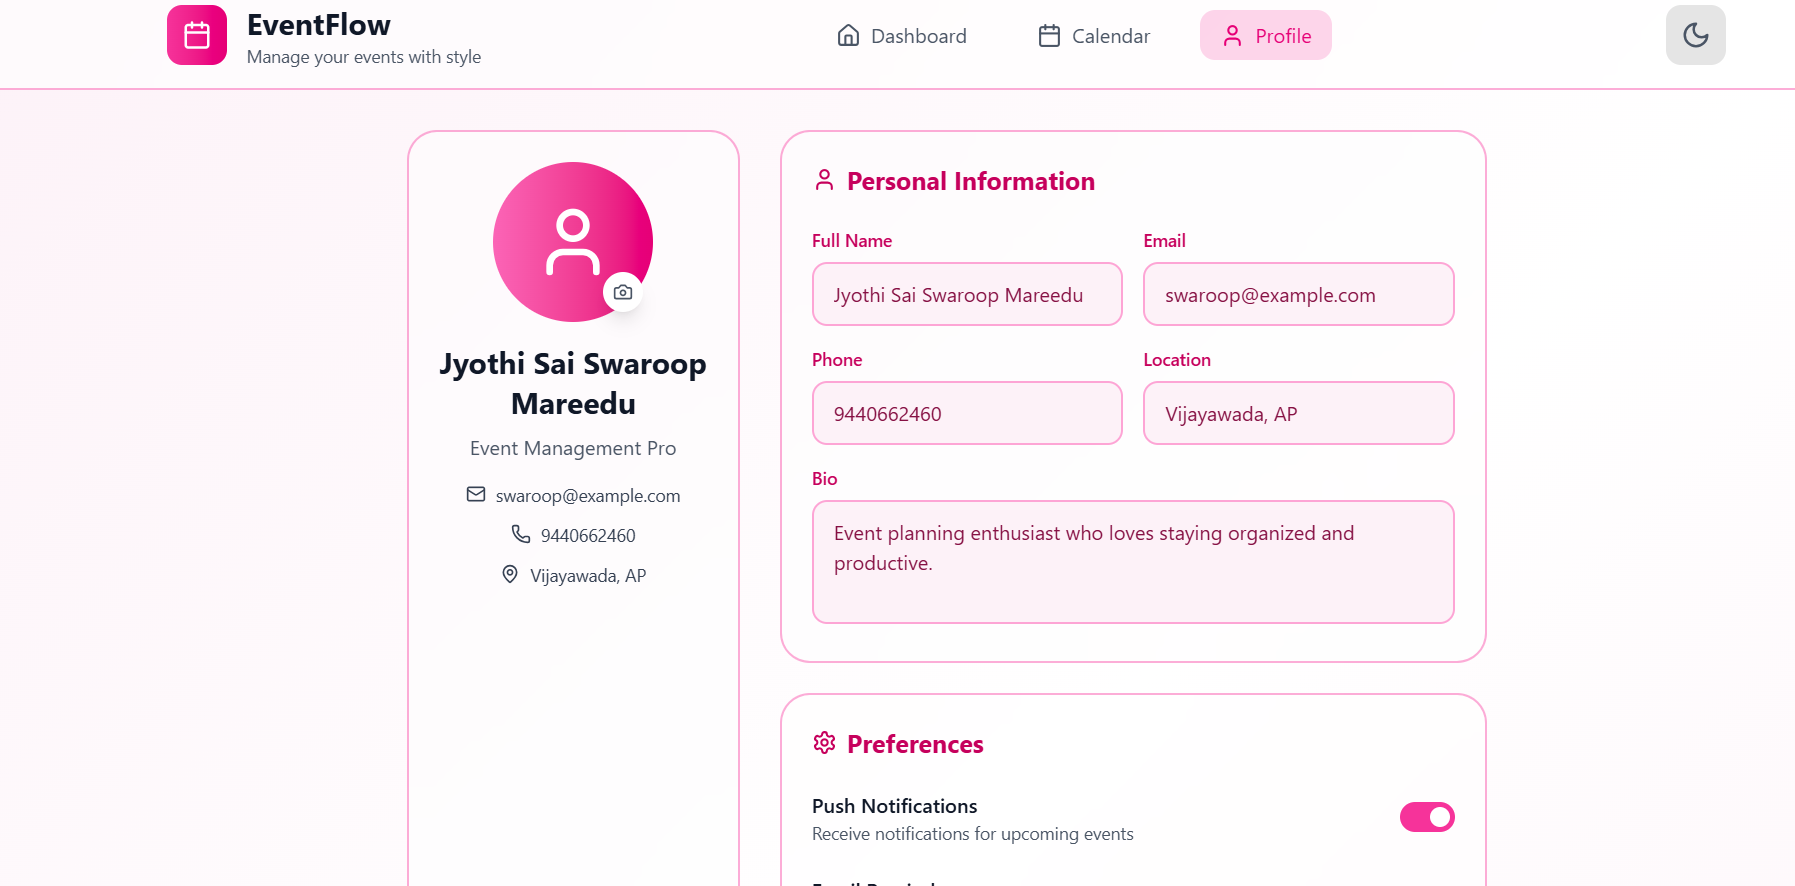 EventFlow
Manage your events with style
Dashboard
Calendar
Profile
Jyothi Sai Swaroop
Mareedu
Event Management Pro
swaroop@example.com
9440662460
Vijayawada, AP
Personal Information
Full Name
Jyothi Sai Swaroop Mareedu
Email
swaroop@example.com
Phone
9440662460
Location
Vijayawada, AP
Bio
Event planning enthusiast who loves staying organized and
productive.
Preferences
Push Notifications
Receive notifications for upcoming events